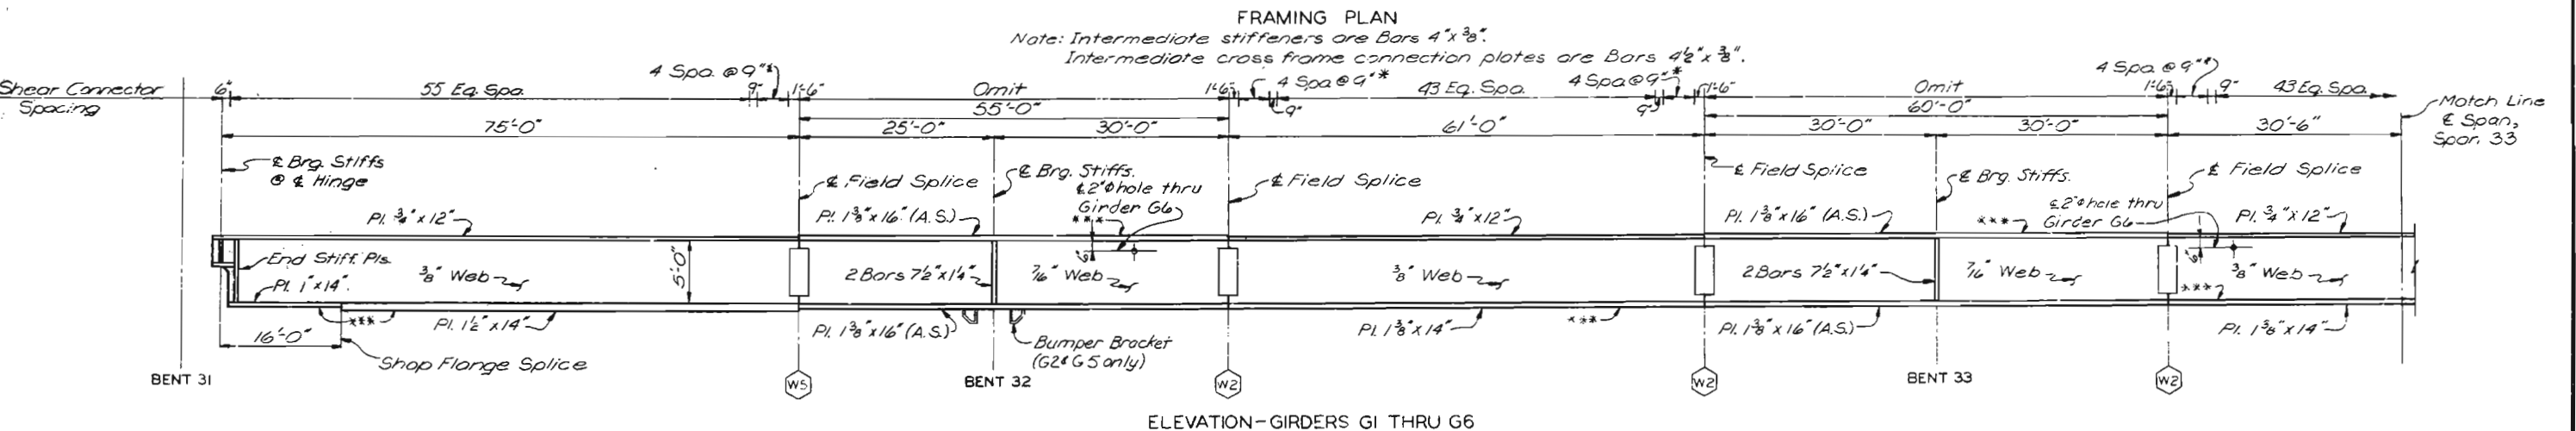 FRAMING PLAN
Note: Intermediate stiffeners are Bars 4"x 3/8".
Intermediate cross frame connection plates are Bars 4 1/2" x 3/8".
Shear Connector
Spacing
6"
55 Eq. Spa.
9"
4 Spa. @ 9"*
1'-6"
Omit
1'-6"
4 Spa @ 9"*
9"
43 Eq. Spa.
4 Spa @ 9"*
9"
1'-6"
Omit
1'-6"
4 Spa @ 9"*
9"
43 Eq. Spa.
55'-0"
60'-0"
75'-0"
25'-0"
30'-0"
61'-0"
30'-0"
30'-0"
30'-6"
Match Line
℄ Span,
Span 33
℄ Brg. Stiffs
@ ℄ Hinge
℄ Field Splice
℄ Brg. Stiffs.
℄ 2"φ hole thru
Girder G6
℄ Field Splice
℄ Field Splice
℄ Brg. Stiffs.
℄ Field Splice
℄ 2"φ hole thru
Girder G6
Pl. 3/4" x 12"
Pl. 1 3/8" x 16" (A.S.)
***
Pl. 3/4" x 12"
Pl. 1 3/8" x 16" (A.S.)
***
Pl. 3/4" x 12"
End Stiff. Pls.
Pl. 1" x 14".
3/8" Web
5'-0"
2 Bars 7 1/2" x 1 1/4"
7/16" Web
3/8" Web
2 Bars 7 1/2" x 1 1/4"
7/16" Web
3/8" Web
***
***
Pl. 1 1/2" x 14"
Pl. 1 3/8" x 16" (A.S.)
Pl. 1 3/8" x 14"
***
Pl. 1 3/8" x 16" (A.S.)
Pl. 1 3/8" x 14"
16'-0"
Shop Flange Splice
Bumper Bracket
(G2 & G5 only)
BENT 31
W5
BENT 32
W2
W2
BENT 33
W2
ELEVATION-GIRDERS G1 THRU G6